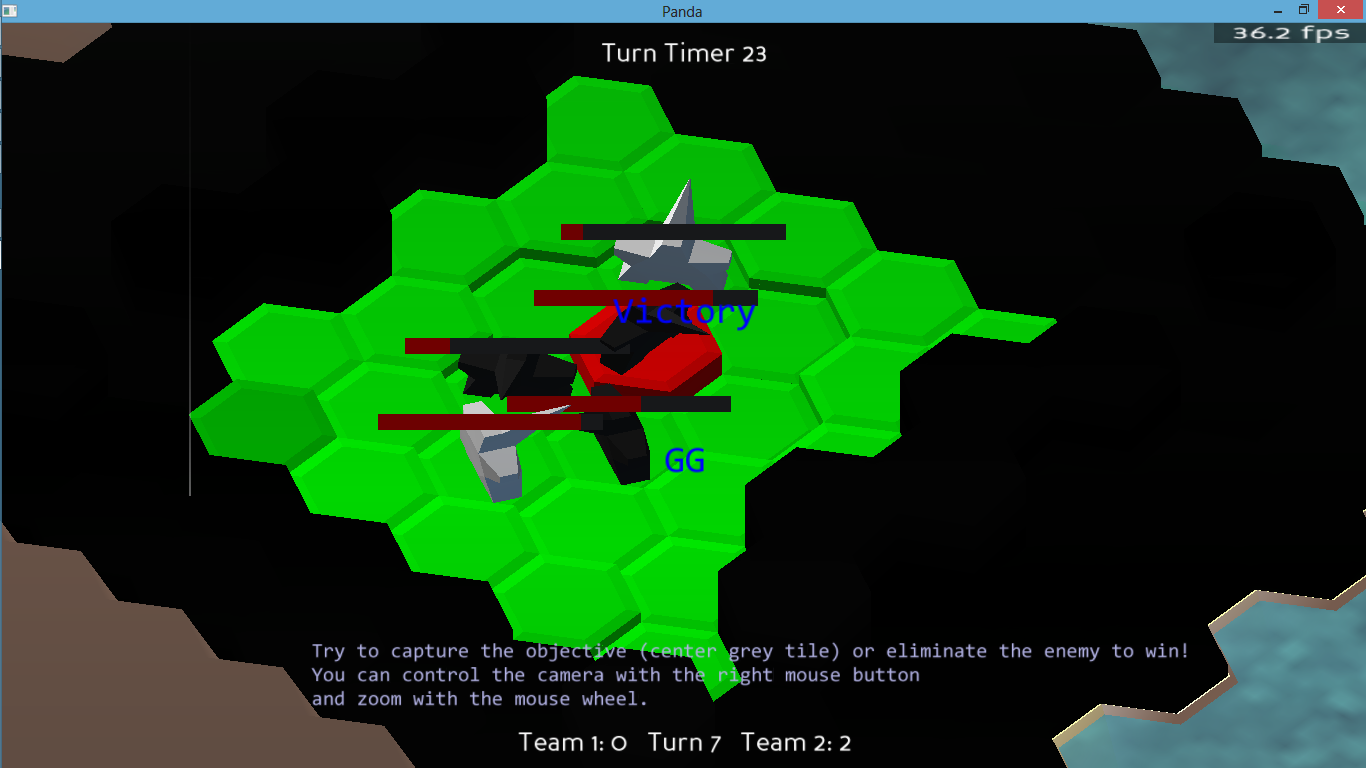 Panda
36.2 fps
Turn Timer 23
Victory
GG
Try to capture the objective (center grey tile) or eliminate the enemy to win!
You can control the camera with the right mouse button
and zoom with the mouse wheel.
Team 1: 0 Turn 7 Team 2: 2